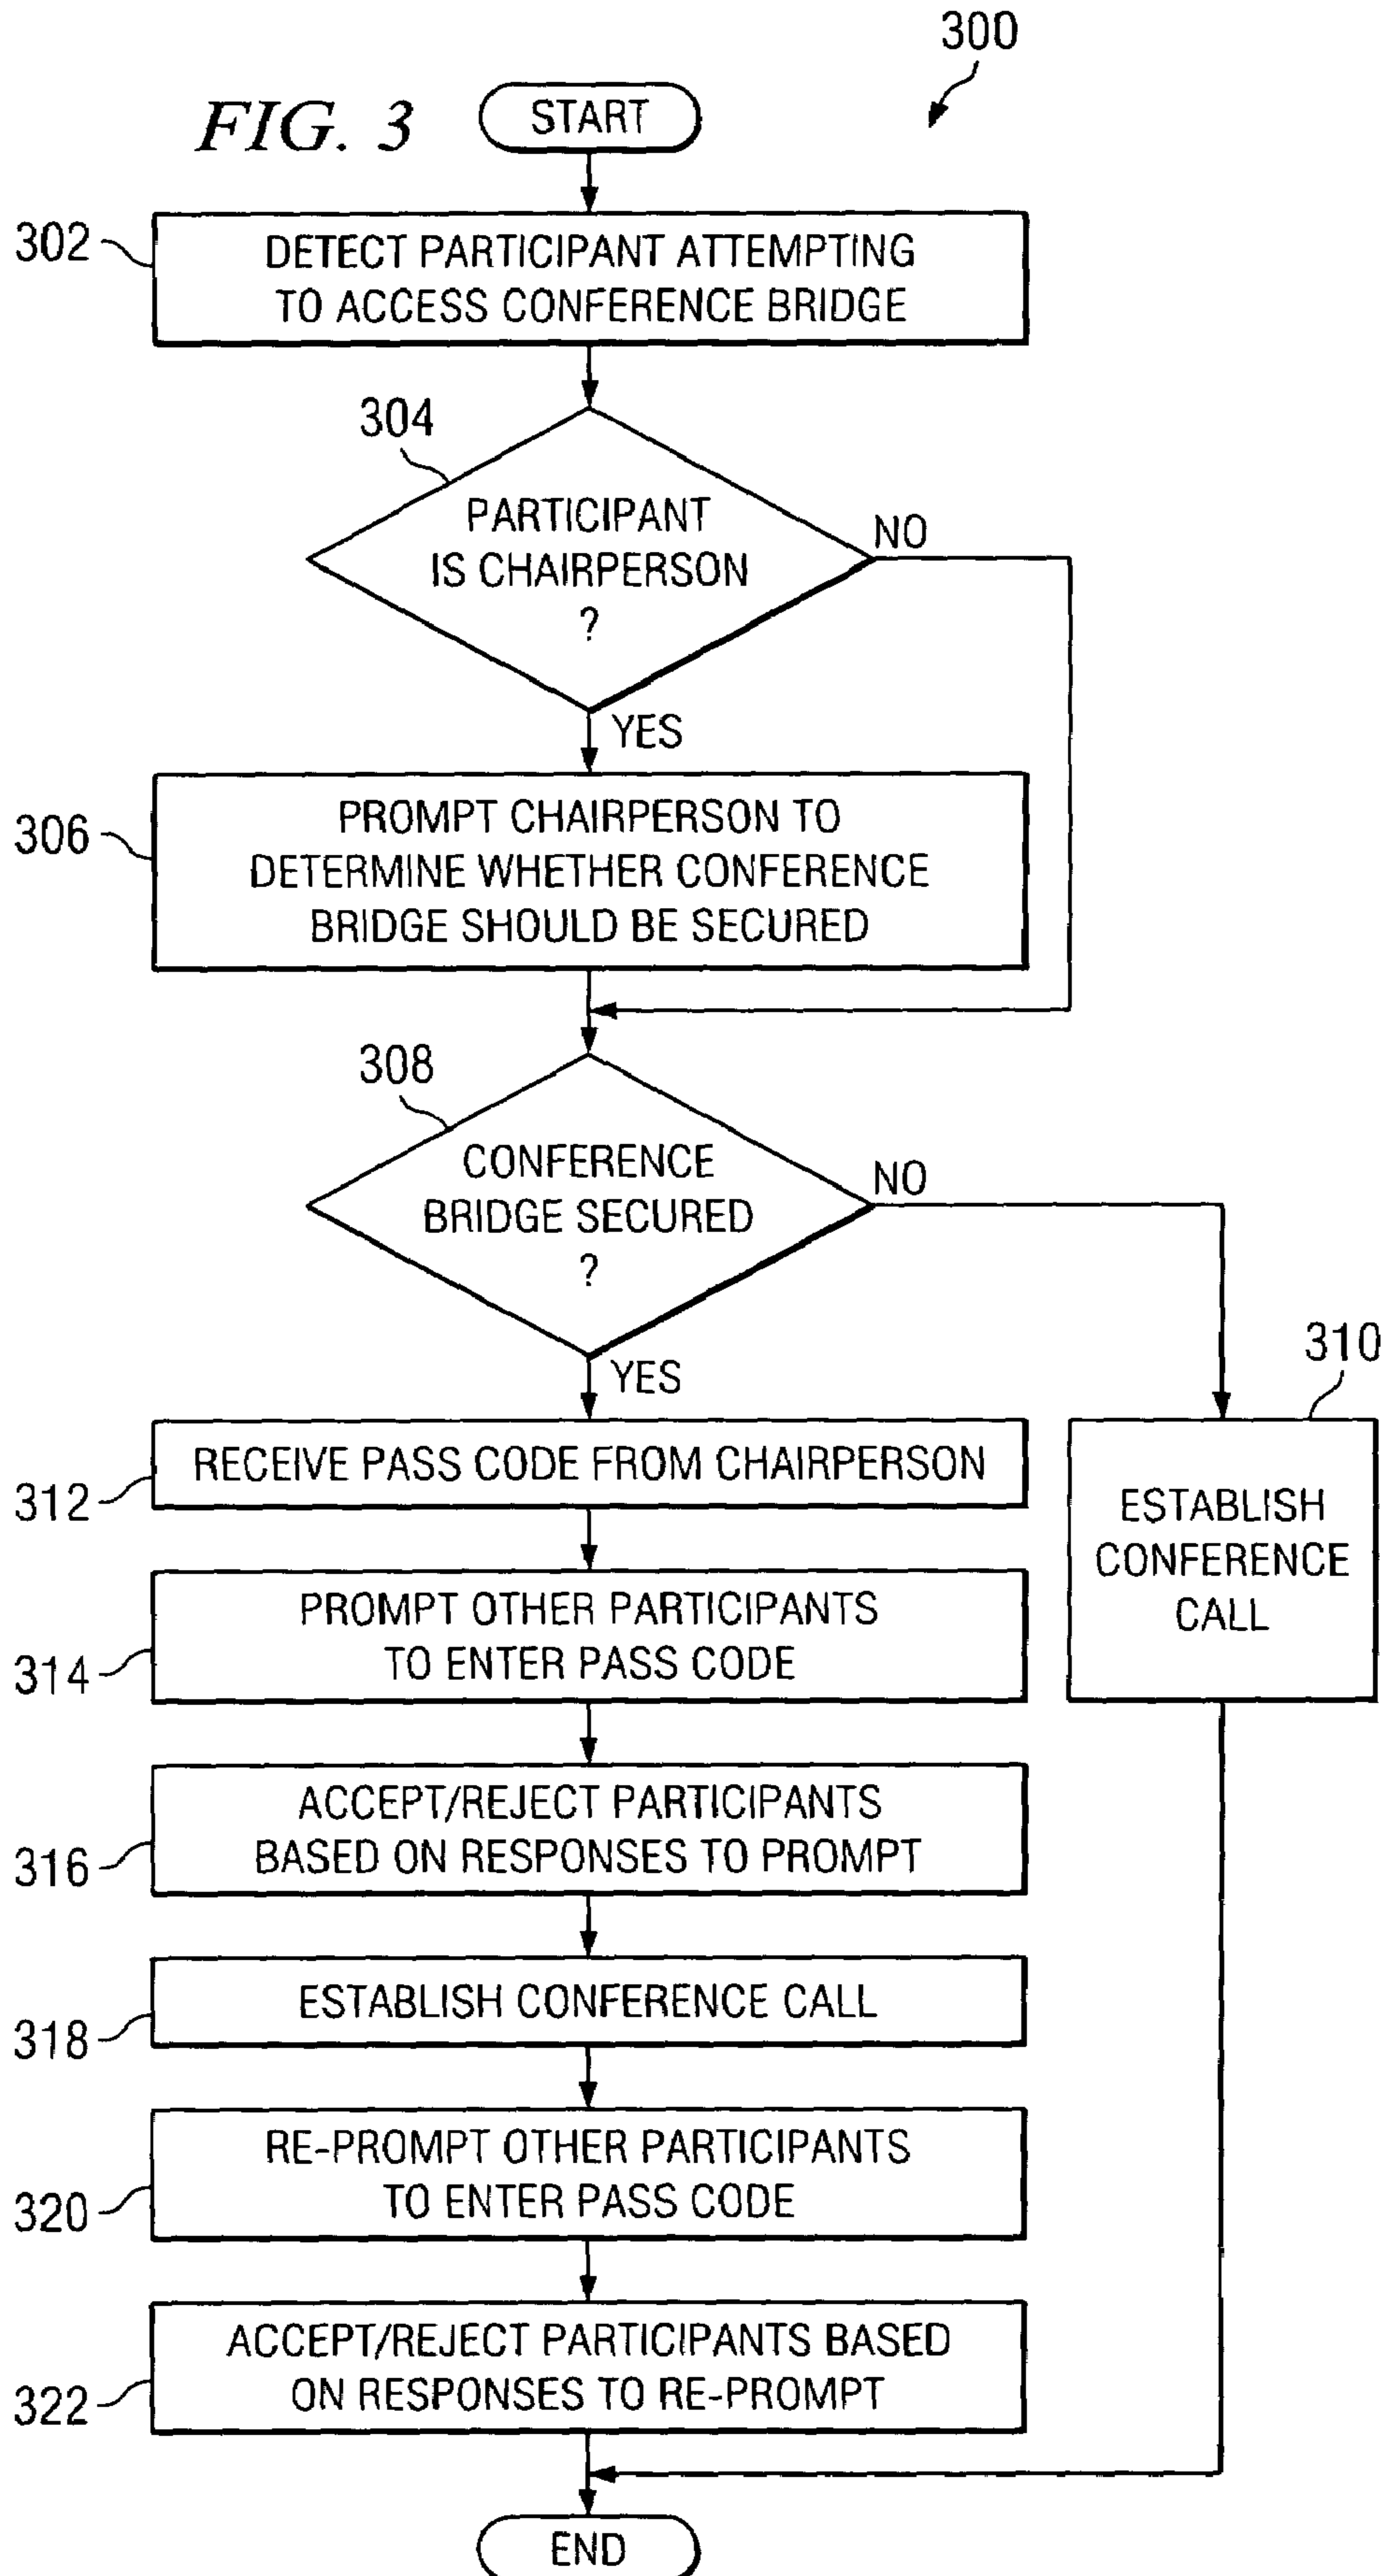 300
FIG. 3
START
302
DETECT PARTICIPANT ATTEMPTING
TO ACCESS CONFERENCE BRIDGE
304
PARTICIPANT
IS CHAIRPERSON
?
NO
YES
306
PROMPT CHAIRPERSON TO
DETERMINE WHETHER CONFERENCE
BRIDGE SHOULD BE SECURED
308
CONFERENCE
BRIDGE SECURED
?
NO
YES
310
ESTABLISH
CONFERENCE
CALL
312
RECEIVE PASS CODE FROM CHAIRPERSON
314
PROMPT OTHER PARTICIPANTS
TO ENTER PASS CODE
316
ACCEPT/REJECT PARTICIPANTS
BASED ON RESPONSES TO PROMPT
318
ESTABLISH CONFERENCE CALL
320
RE-PROMPT OTHER PARTICIPANTS
TO ENTER PASS CODE
322
ACCEPT/REJECT PARTICIPANTS BASED
ON RESPONSES TO RE-PROMPT
END